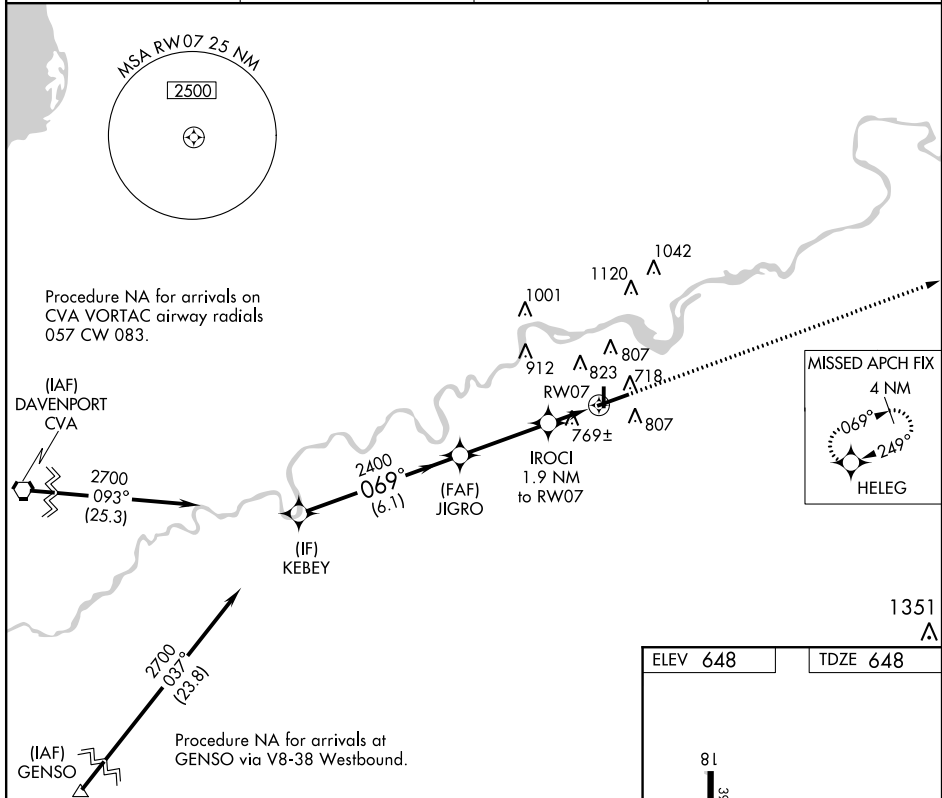 MSA RW07 25 NM
2500
Procedure NA for arrivals on
CVA VORTAC airway radials
057 CW 083.
1042
1120
1001
912
823
807
718
RW07
769±
807
MISSED APCH FIX
4 NM
069°
249°
HELEG
(IAF)
DAVENPORT
CVA
2700
093°
(25.3)
2400
069°
(6.1)
IROCI
1.9 NM
to RW07
(FAF)
JIGRO
(IF)
KEBEY
1351
2700
037°
(23.8)
ELEV 648
TDZE 648
(IAF)
GENSO
Procedure NA for arrivals at
GENSO via V8-38 Westbound.
18